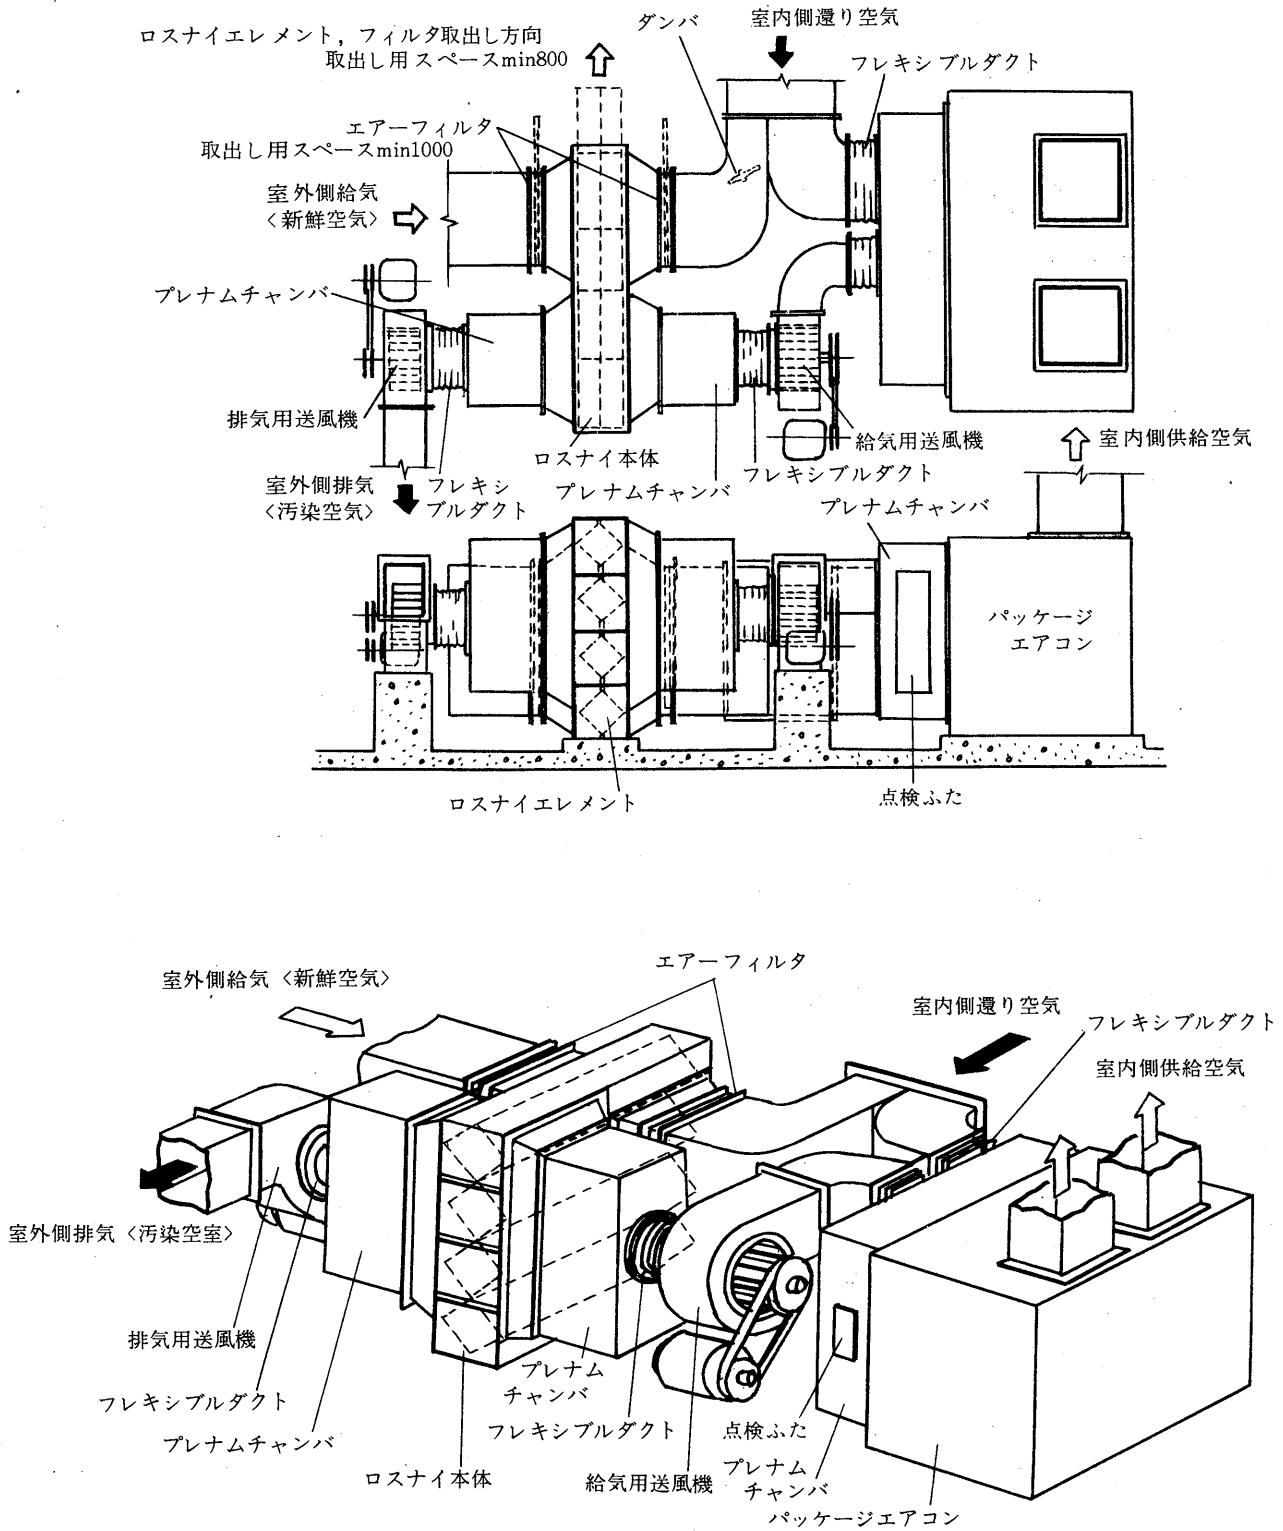 ロスナイエレメント，フィルタ取出し方向
取出し用スペースmin800
ダンパ
室内側還り空気
フレキシブルダクト
エアーフィルタ
取出し用スペースmin1000
室外側給気
〈新鮮空気〉
プレナムチャンバ
排気用送風機
ロスナイ本体
給気用送風機
室内側供給空気
フレキシブルダクト
室外側排気
〈汚染空気〉
フレキシ
ブルダクト
プレナムチャンバ
プレナムチャンバ
パッケージ
エアコン
ロスナイエレメント
点検ふた
エアーフィルタ
室外側給気〈新鮮空気〉
室内側還り空気
フレキシブルダクト
室内側供給空気
室外側排気〈汚染空室〉
排気用送風機
フレキシブルダクト
プレナムチャンバ
ロスナイ本体
プレナム
チャンバ
フレキシブルダクト
給気用送風機
点検ふた
プレナム
チャンバ
パッケージエアコン